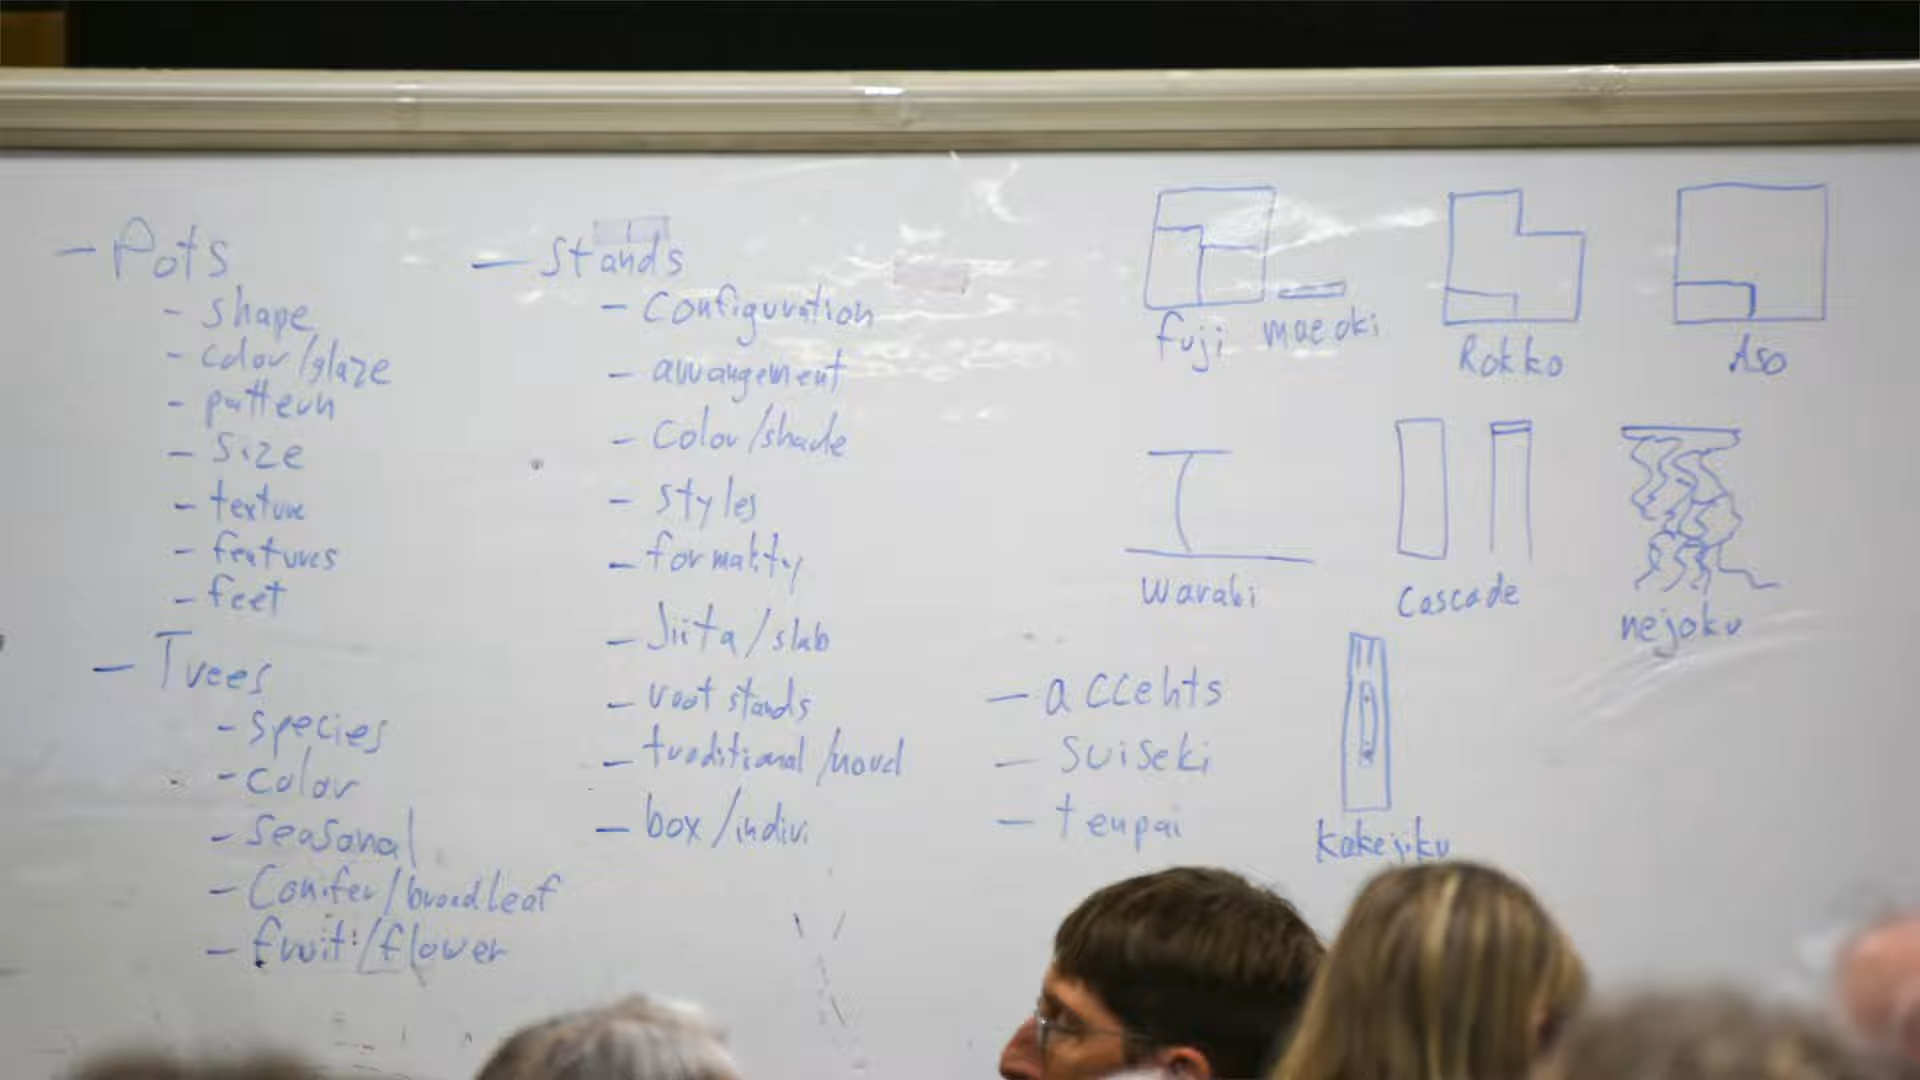 - Pots
- shape
- color/glaze
- pattern
- size
- texture
- features
- feet
- Trees
- species
- color
- seasonal
- Conifer/broadleaf
- fruit/flower
- Stands
- Configuration
- arrangement
- Color/shade
- styles
- formality
- Jiita/slab
- root stands
- traditional/novel
- box/indivi
fuji
maeoki
Rokko
Aso
Warabi
Cascade
nejoku
- accents
- suiseki
- tenpai
kakejiku